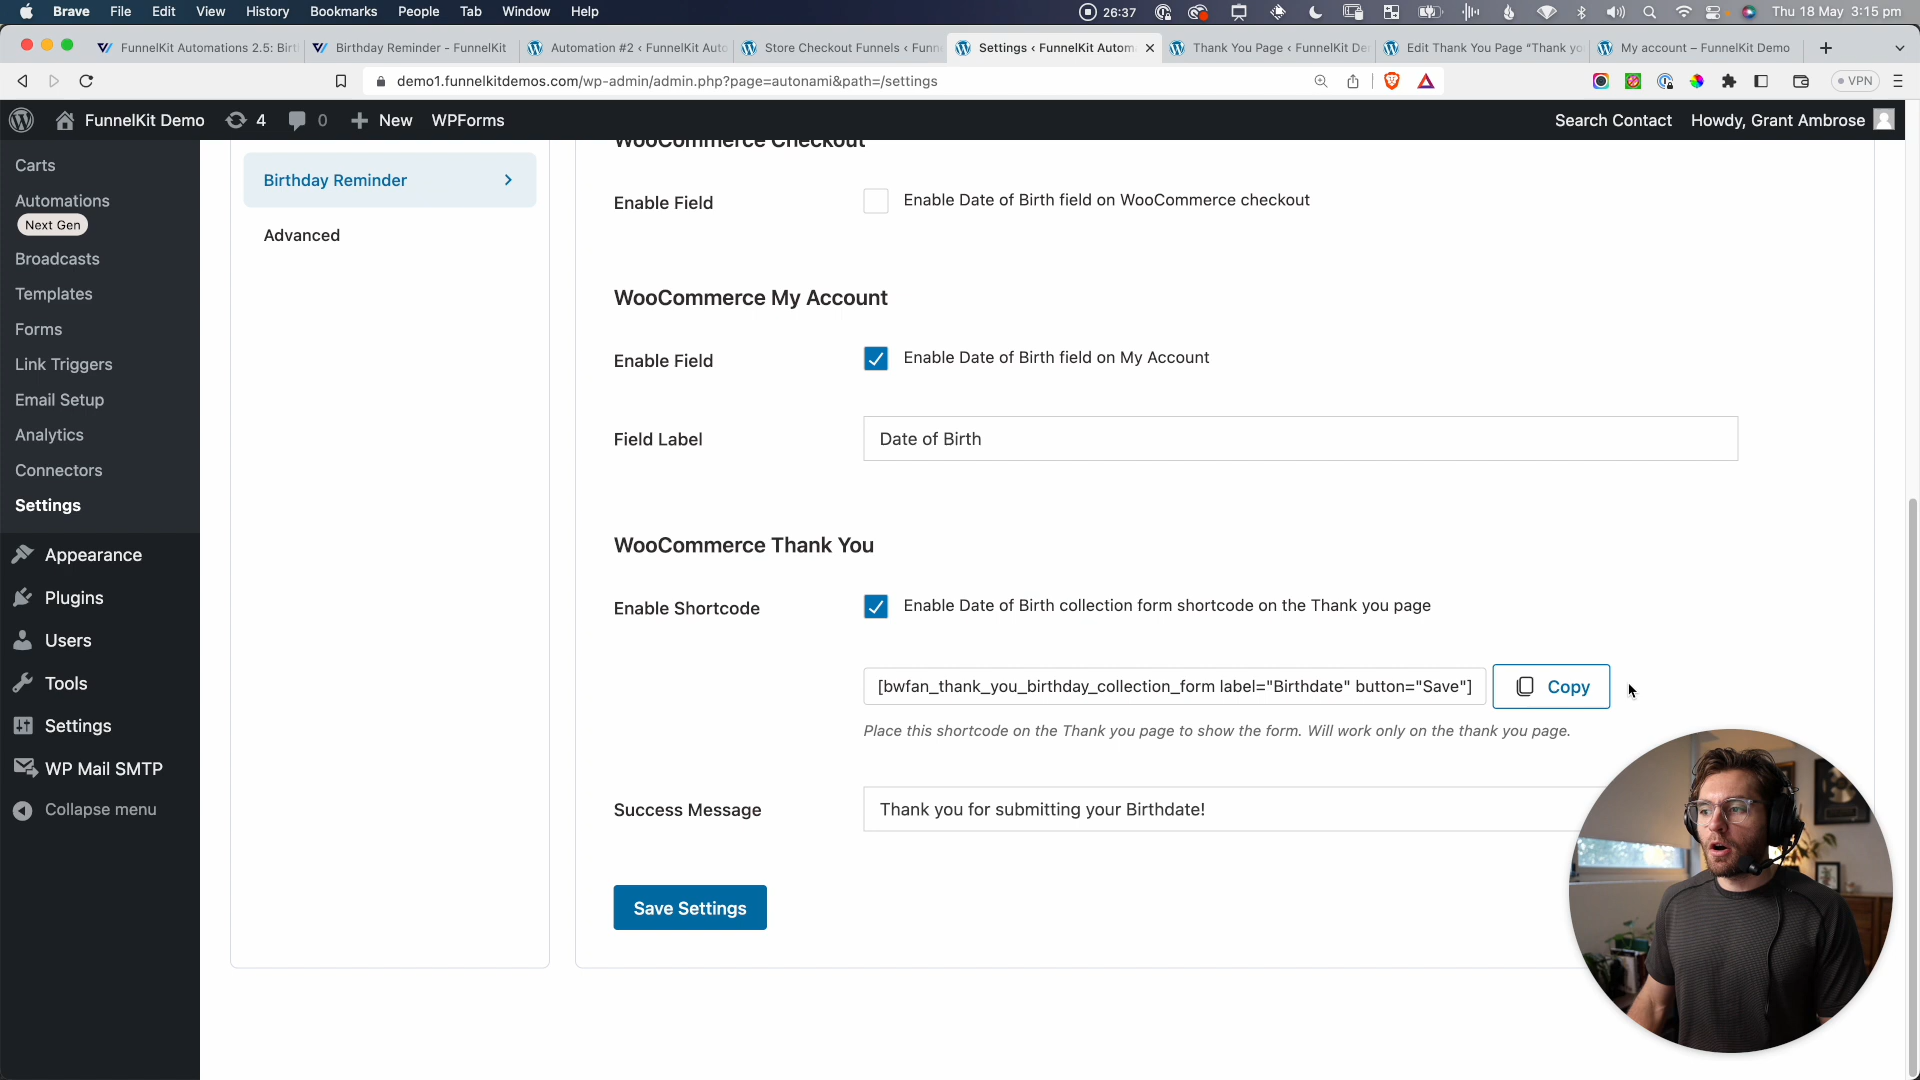 Brave File Edit View History Bookmarks People Tab Window Help 26:37 Thu 18 May 3:15 pm
FunnelKit Automations 2.5: Birt
Birthday Reminder - FunnelKit
Automation #2 ‹ FunnelKit Auto
Store Checkout Funnels ‹ Funn
Settings ‹ FunnelKit Autom
Thank You Page ‹ FunnelKit De
Edit Thank You Page "Thank yo
My account – FunnelKit Demo
demo1.funnelkitdemos.com/wp-admin/admin.php?page=autonami&path=/settings
VPN
FunnelKit Demo 4 0 New WPForms Search Contact Howdy, Grant Ambrose
Carts
Automations
Next Gen
Broadcasts
Templates
Forms
Link Triggers
Email Setup
Analytics
Connectors
Settings
Appearance
Plugins
Users
Tools
Settings
WP Mail SMTP
Collapse menu
Birthday Reminder
Advanced
WooCommerce Checkout
Enable Field
Enable Date of Birth field on WooCommerce checkout
WooCommerce My Account
Enable Field
Enable Date of Birth field on My Account
Field Label
Date of Birth
WooCommerce Thank You
Enable Shortcode
Enable Date of Birth collection form shortcode on the Thank you page
[bwfan_thank_you_birthday_collection_form label="Birthdate" button="Save"]
Copy
Place this shortcode on the Thank you page to show the form. Will work only on the thank you page.
Success Message
Thank you for submitting your Birthdate!
Save Settings